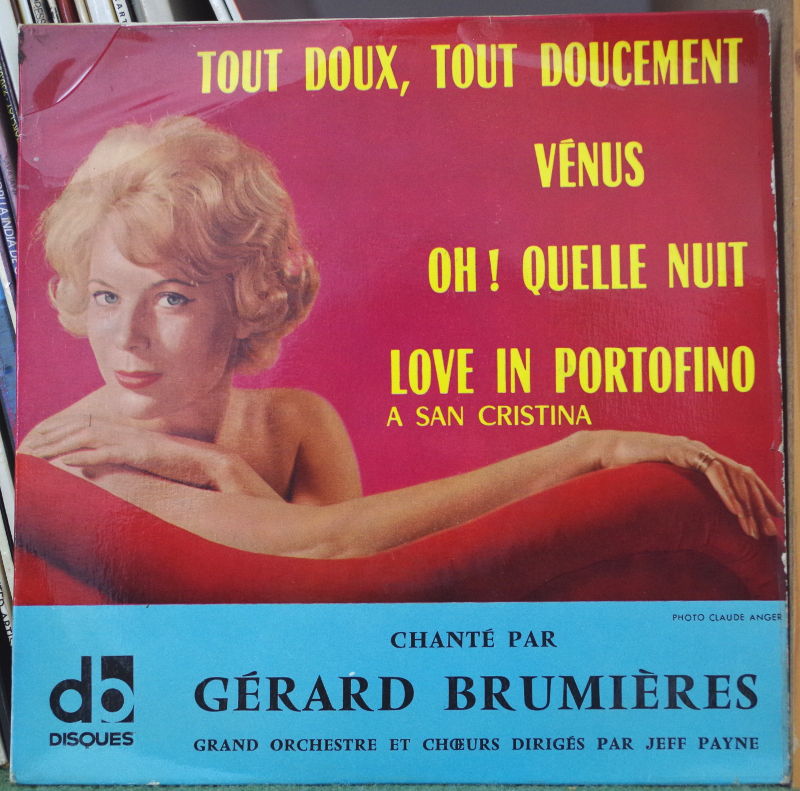 TOUT DOUX, TOUT DOUCEMENT
VÉNUS
OH! QUELLE NUIT
LOVE IN PORTOFINO
A SAN CRISTINA
PHOTO CLAUDE ANGER
CHANTÉ PAR
GÉRARD BRUMIÈRES
GRAND ORCHESTRE ET CHŒURS DIRIGÉS PAR JEFF PAYNE
db
DISQUES